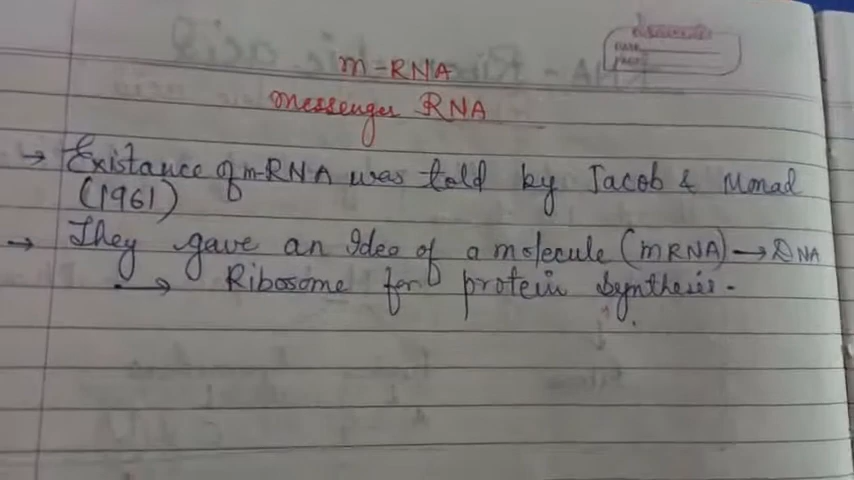 m-RNA
Messenger RNA
→ Existance of m-RNA was told by Jacob & Monad
(1961)
→ They gave an Ideo of a molecule (mRNA) → DNA
→ Ribosome for protein Synthesis.